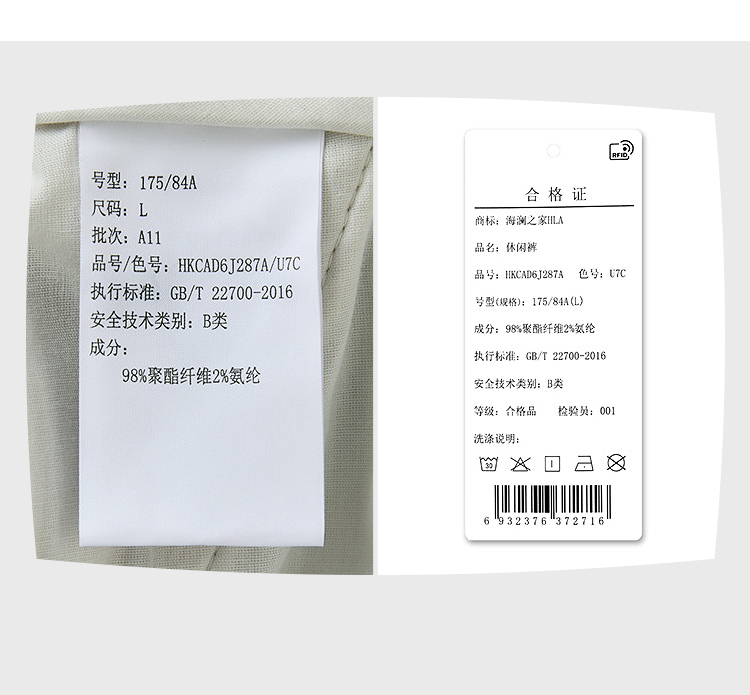 号型：175/84A
尺码：L
批次：A11
品号/色号：HKCAD6J287A/U7C
执行标准：GB/T 22700-2016
安全技术类别：B类
成分：
98%聚酯纤维2%氨纶
RFID
合格证
商标：海澜之家HLA
品名：休闲裤
品号：HKCAD6J287A 色号：U7C
号型(规格)：175/84A(L)
成分：98%聚酯纤维2%氨纶
执行标准：GB/T 22700-2016
安全技术类别：B类
等级：合格品 检验员：001
洗涤说明：
30
6 932376 372716